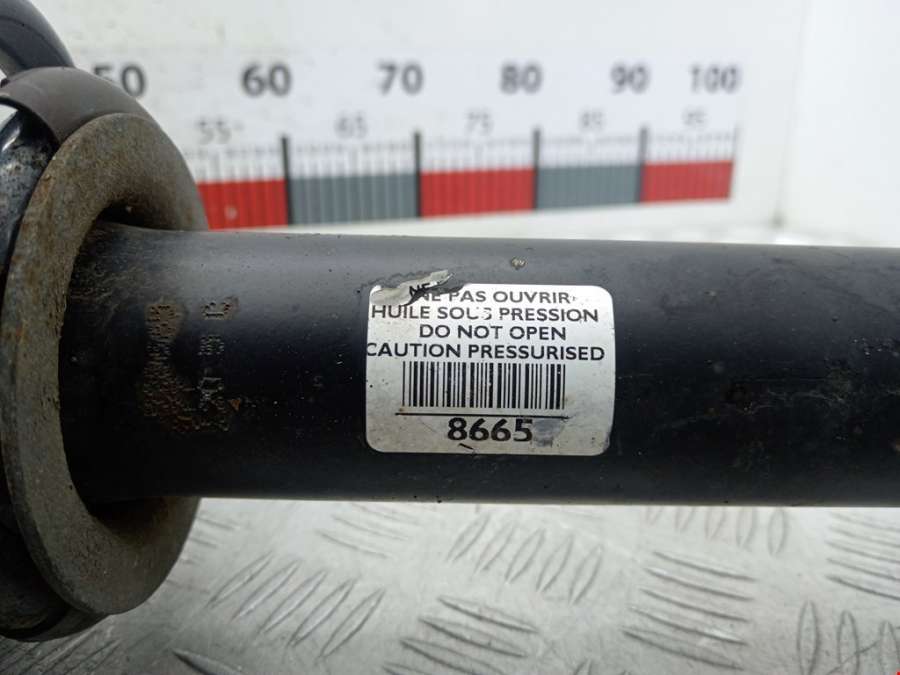 50 60 70 80 90 100
55 65 75 85 95
NE PAS OUVRIR
HUILE SOUS PRESSION
DO NOT OPEN
CAUTION PRESSURISED
8665